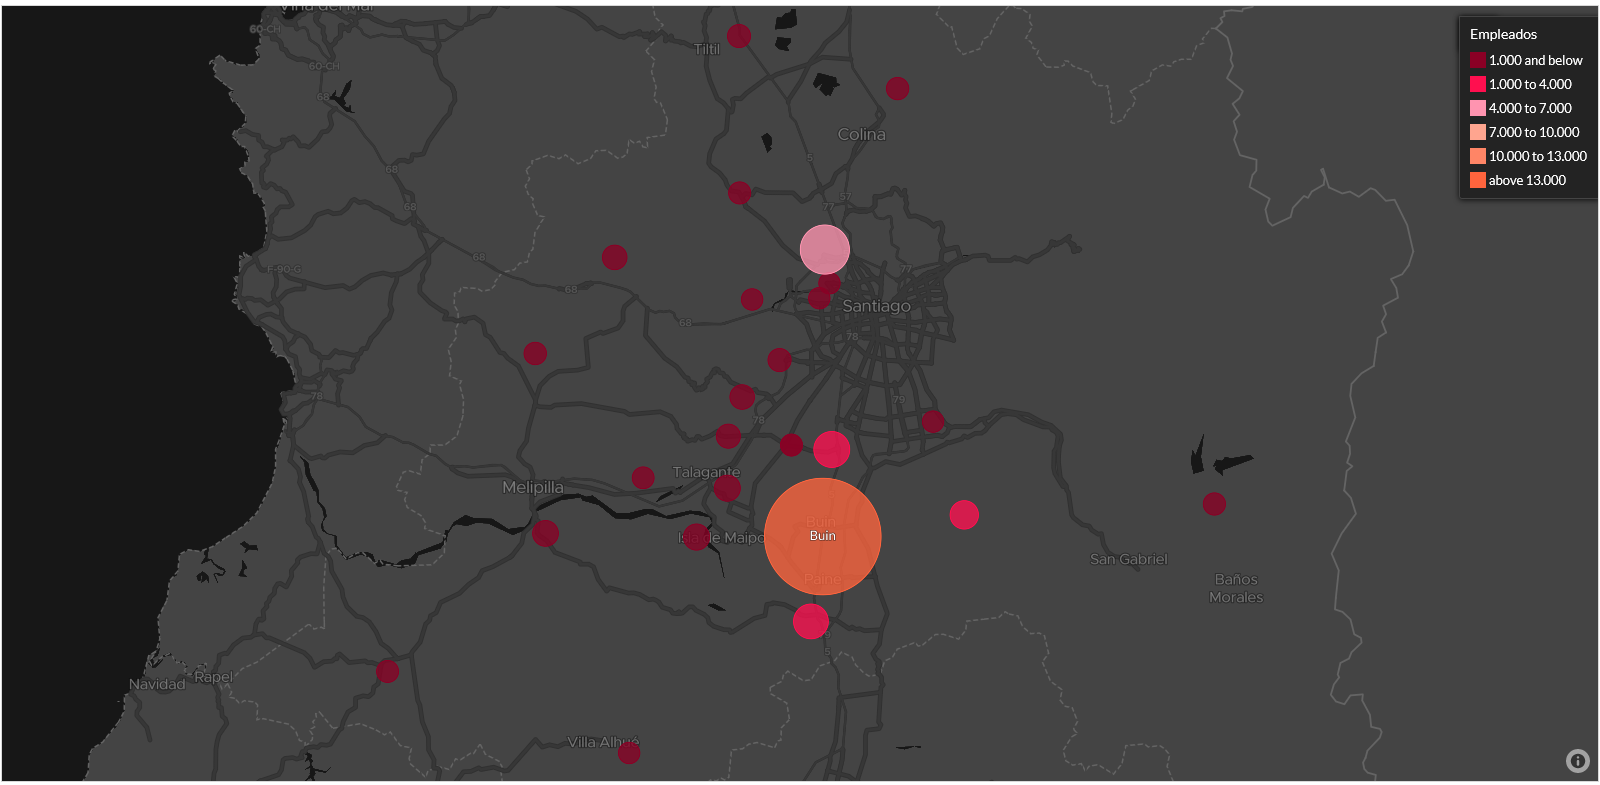 Viña del Mar
60-CH
Empleados
Tiltil
60-CH
1.000 and below
68
1.000 to 4.000
4.000 to 7.000
Colina
7.000 to 10.000
5
10.000 to 13.000
68
above 13.000
57
68
77
68
F-90-G
77
68
Santiago
68
78
78
79
78
Talagante
Melipilla
Buin
Buin
Isla de Maipo
San Gabriel
Paine
Baños
Morales
5
5
Rapel
Navidad
Villa Alhué